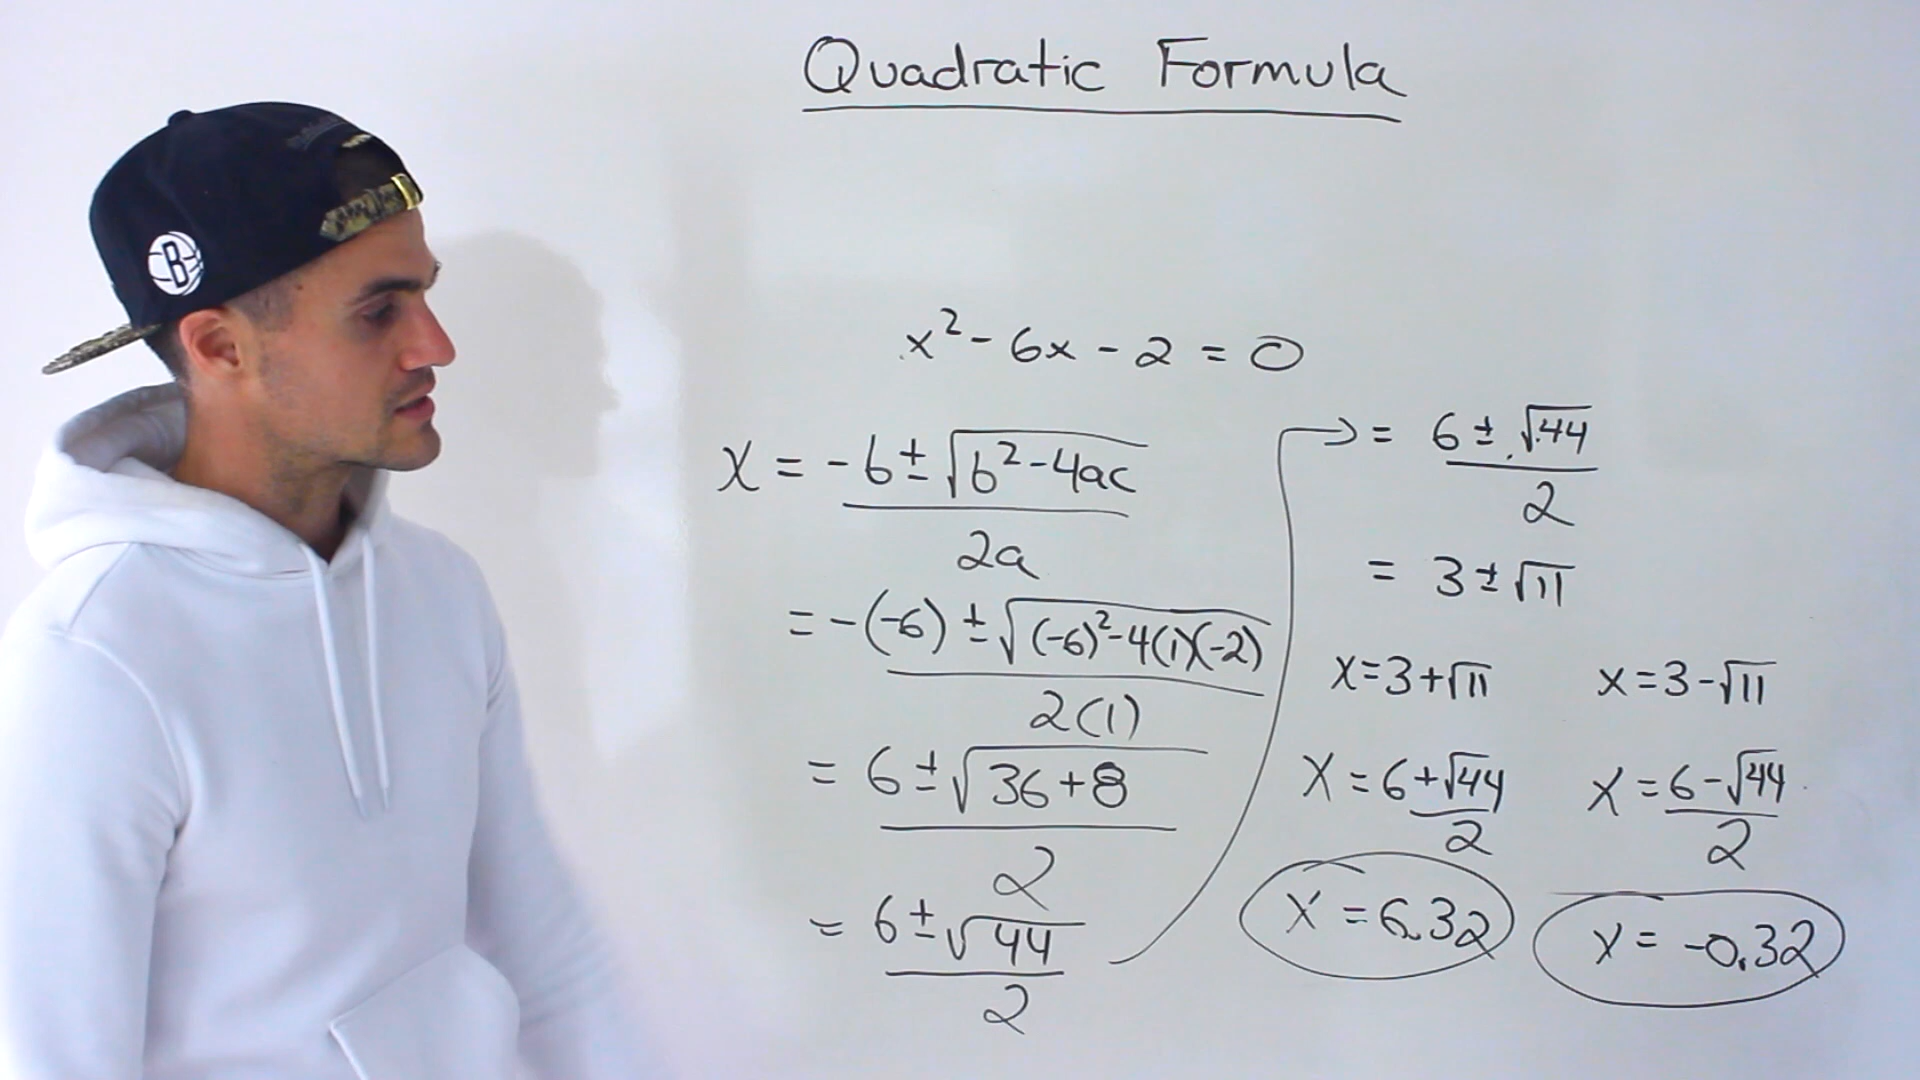 Quadratic Formula
B
x² - 6x - 2 = 0
x = -b ± √b² - 4ac
2a
= -(-6) ± √(-6)² - 4(1)(-2)
2(1)
= 6 ± √36 + 8
2
= 6 ± √44
2
→ = 6 ± √44
2
= 3 ± √11
x = 3 + √11 x = 3 - √11
x = 6 + √44 x = 6 - √44
2 2
x = 6.32 x = -0.32